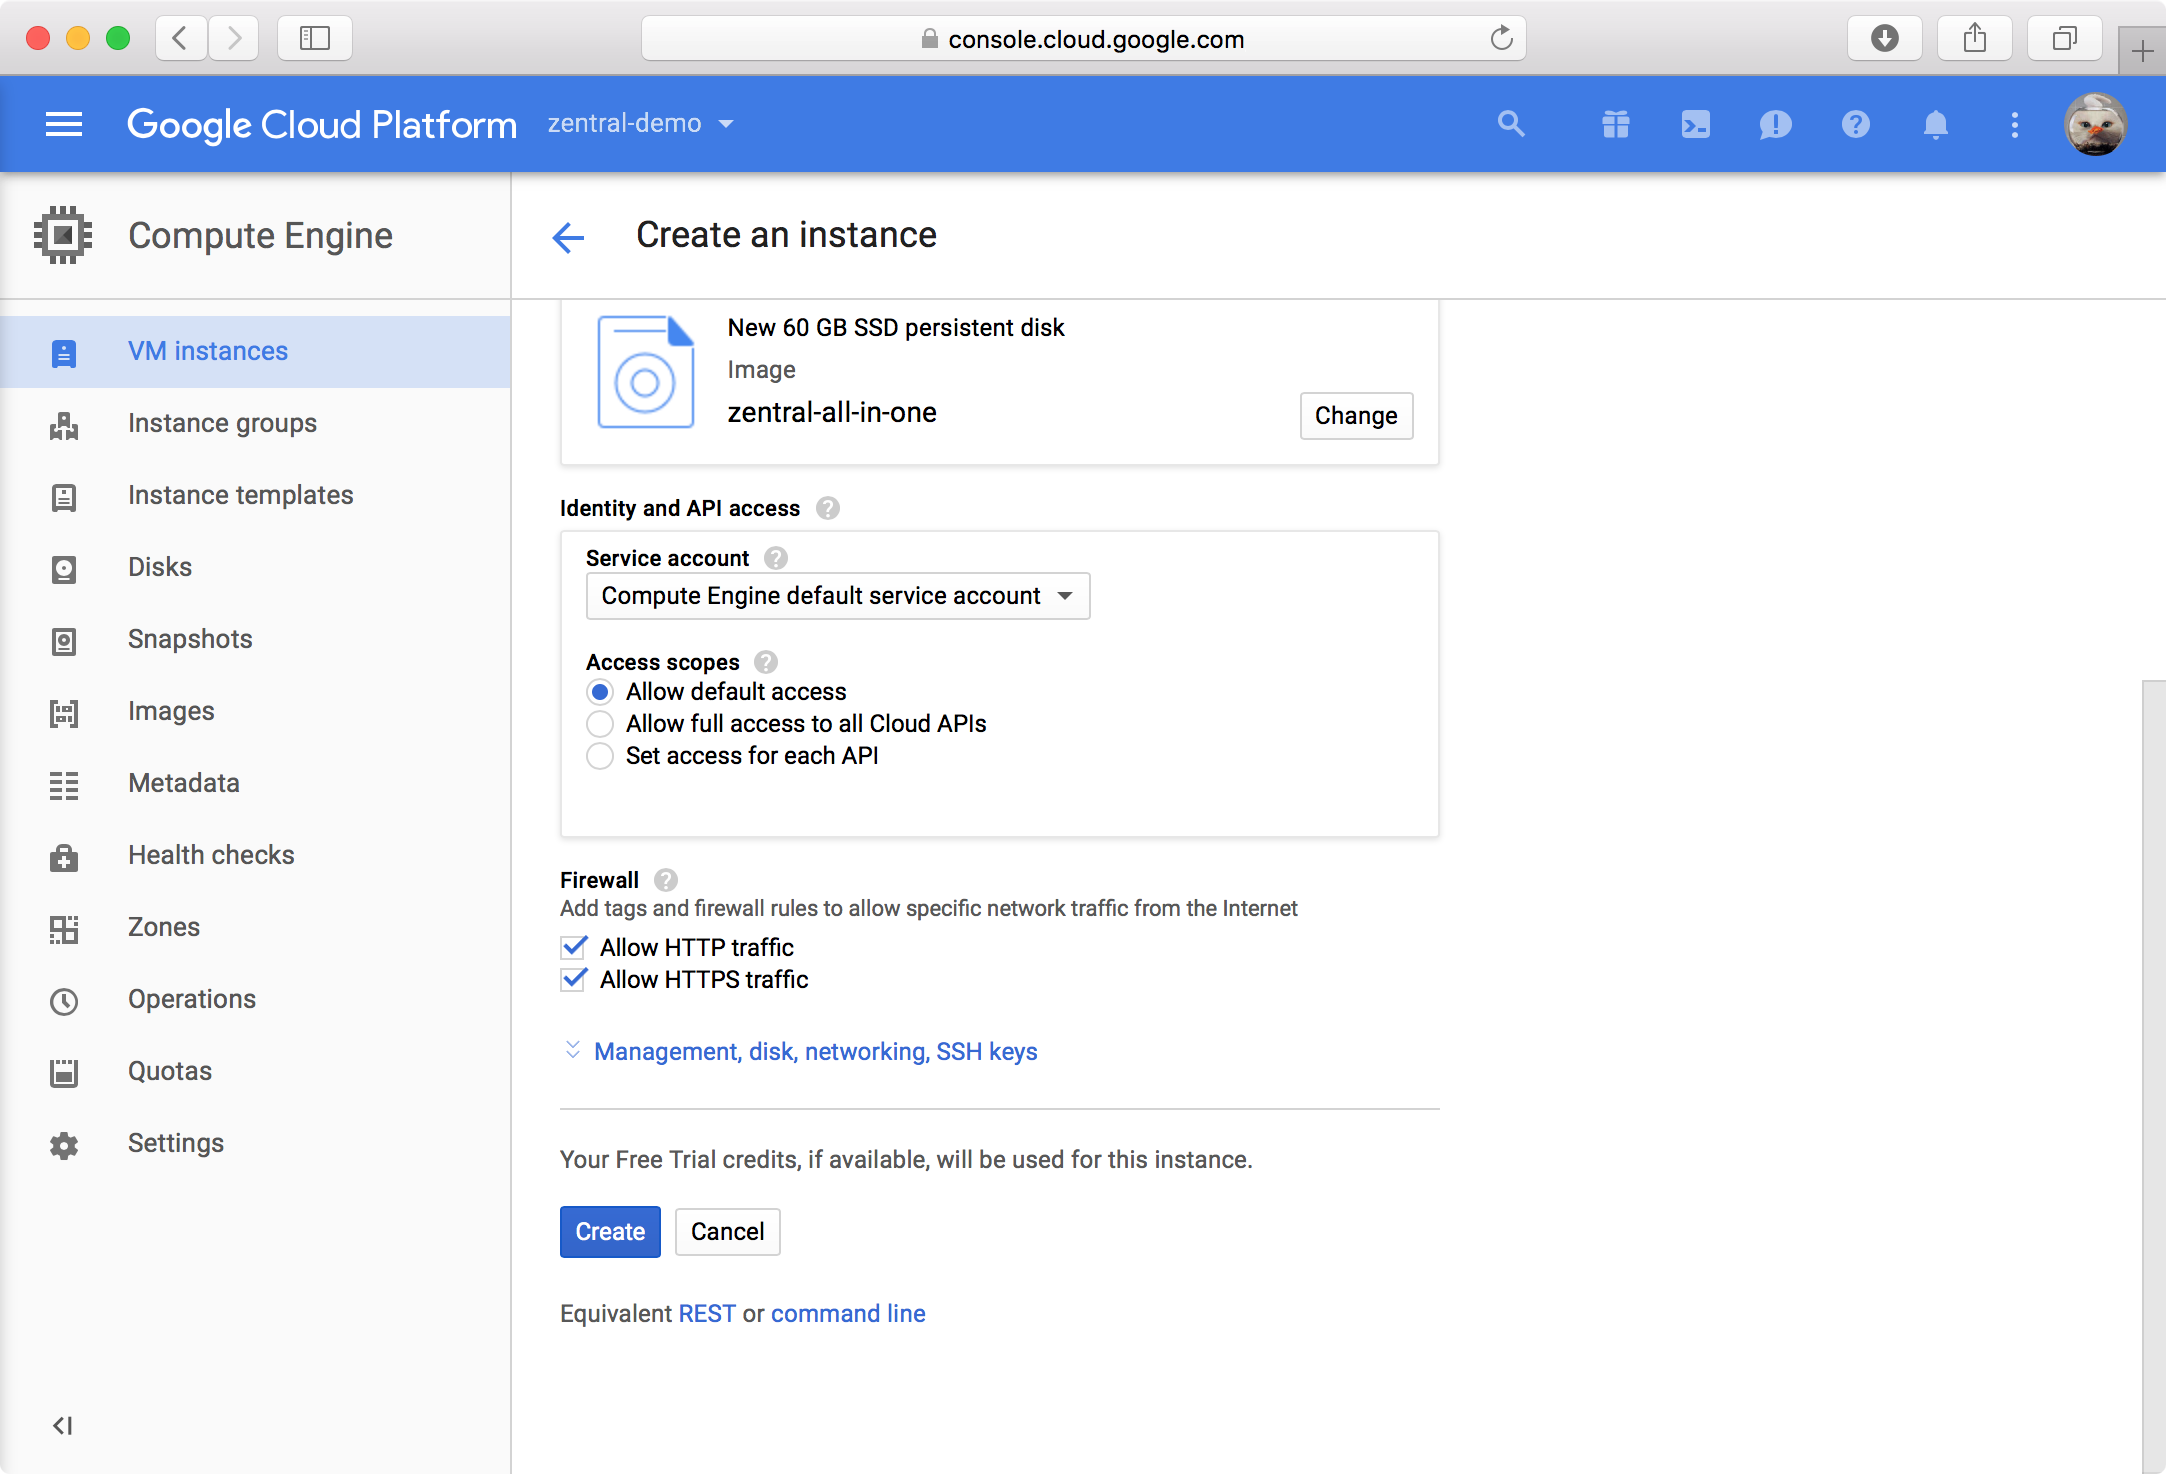 console.cloud.google.com
Google Cloud Platform
zentral-demo
Compute Engine
Create an instance
VM instances
Instance groups
Instance templates
Disks
Snapshots
Images
Metadata
Health checks
Zones
Operations
Quotas
Settings
New 60 GB SSD persistent disk
Image
zentral-all-in-one
Change
Identity and API access
Service account
Compute Engine default service account
Access scopes
Allow default access
Allow full access to all Cloud APIs
Set access for each API
Firewall
Add tags and firewall rules to allow specific network traffic from the Internet
Allow HTTP traffic
Allow HTTPS traffic
Management, disk, networking, SSH keys
Your Free Trial credits, if available, will be used for this instance.
Create
Cancel
Equivalent REST or command line